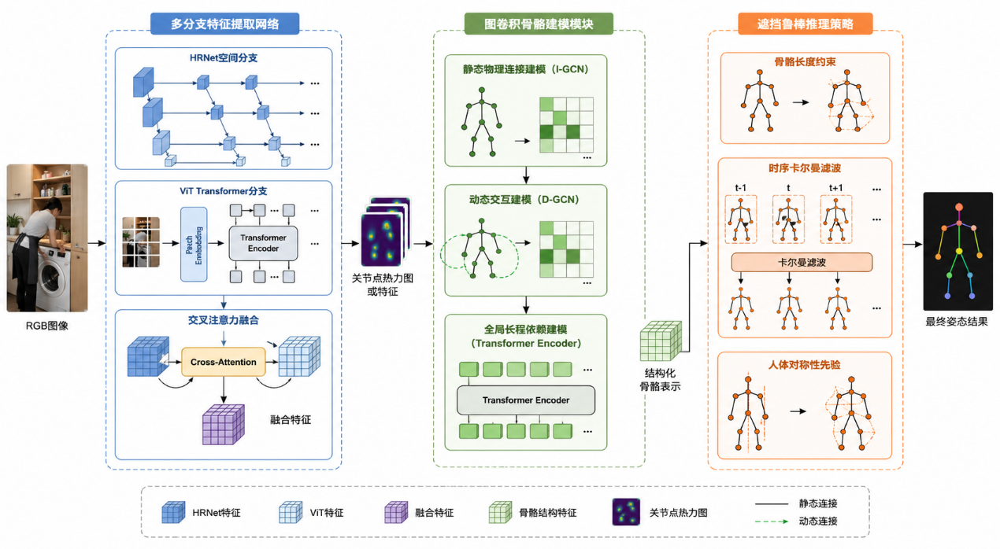 多分支特征提取网络
图卷积骨骼建模模块
遮挡鲁棒推理策略
HRNet空间分支
...
...
...
ViT Transformer分支
Patch
Embedding
...
...
Transformer
Encoder
...
...
交叉注意力融合
Cross-Attention
融合特征
RGB图像
关节点热力图
或特征
静态物理连接建模（I-GCN）
...
动态交互建模（D-GCN）
...
全局长程依赖建模
（Transformer Encoder）
...
Transformer Encoder
...
结构化
骨骼表示
骨骼长度约束
时序卡尔曼滤波
t-1 t t+1 ...
...
卡尔曼滤波
...
人体对称性先验
最终姿态结果
HRNet特征
ViT特征
融合特征
骨骼结构特征
关节点热力图
静态连接
动态连接